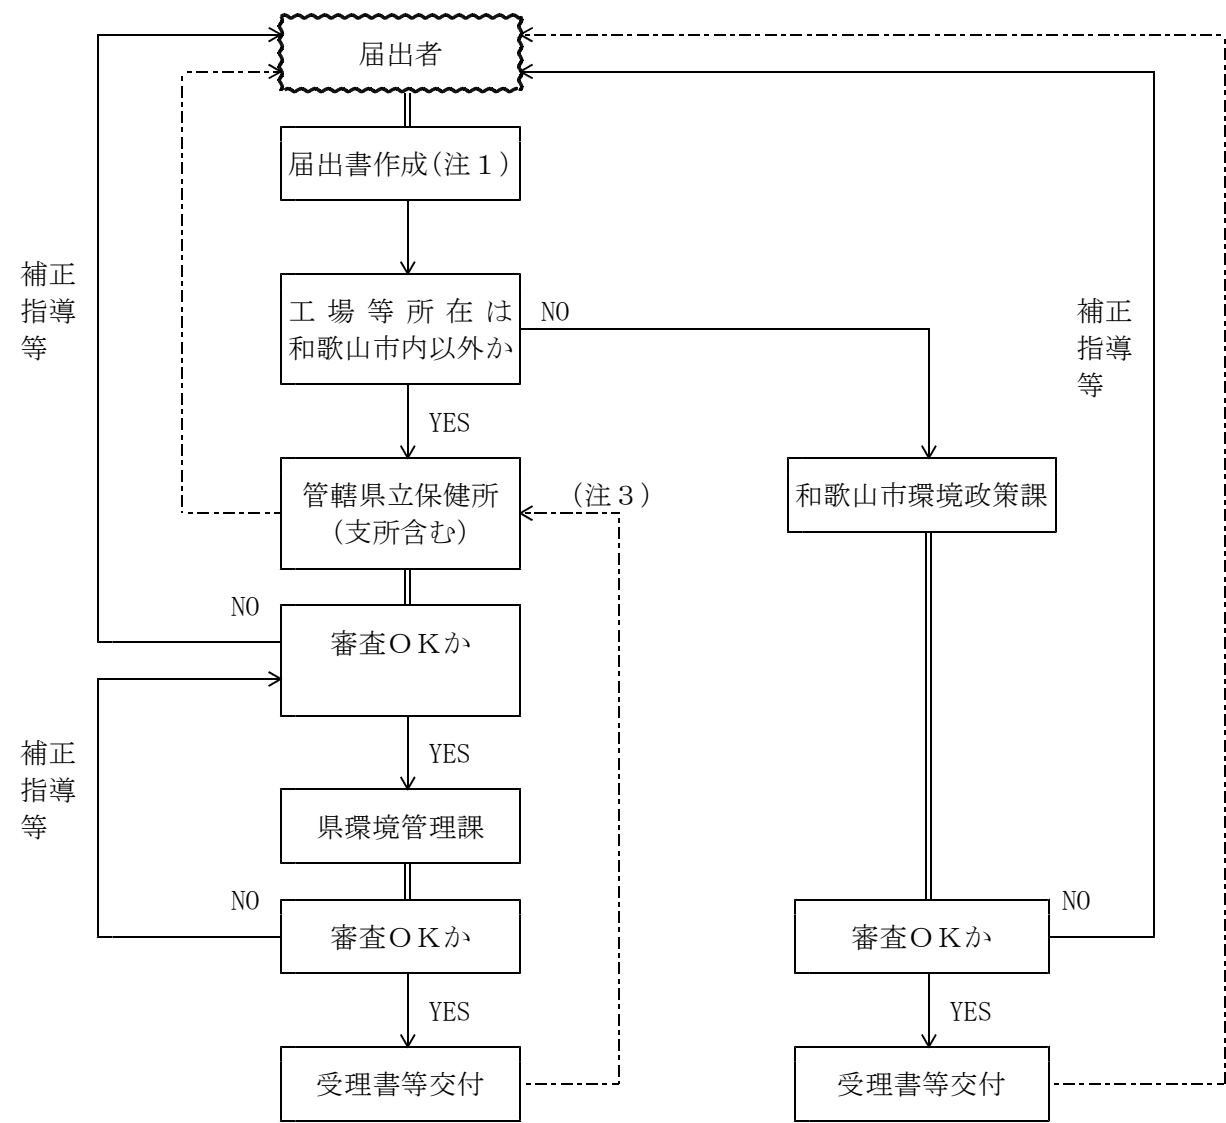 届出者
届出書作成(注１)
工場等所在は
和歌山市内以外か
NO
YES
補正
指導
等
補正
指導
等
管轄県立保健所
(支所含む)
(注３)
和歌山市環境政策課
NO
審査ＯＫか
YES
補正
指導
等
県環境管理課
NO
審査ＯＫか
YES
受理書等交付
審査ＯＫか
NO
YES
受理書等交付